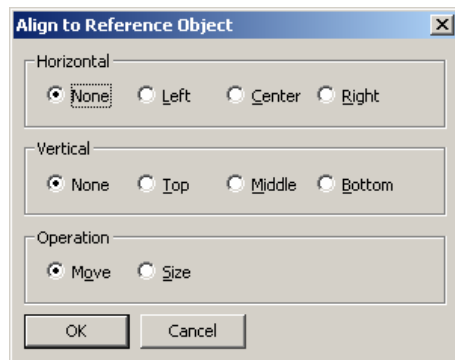 Align to Reference Object
Horizontal
None Left Center Right
Vertical
None Top Middle Bottom
Operation
Move Size
OK Cancel